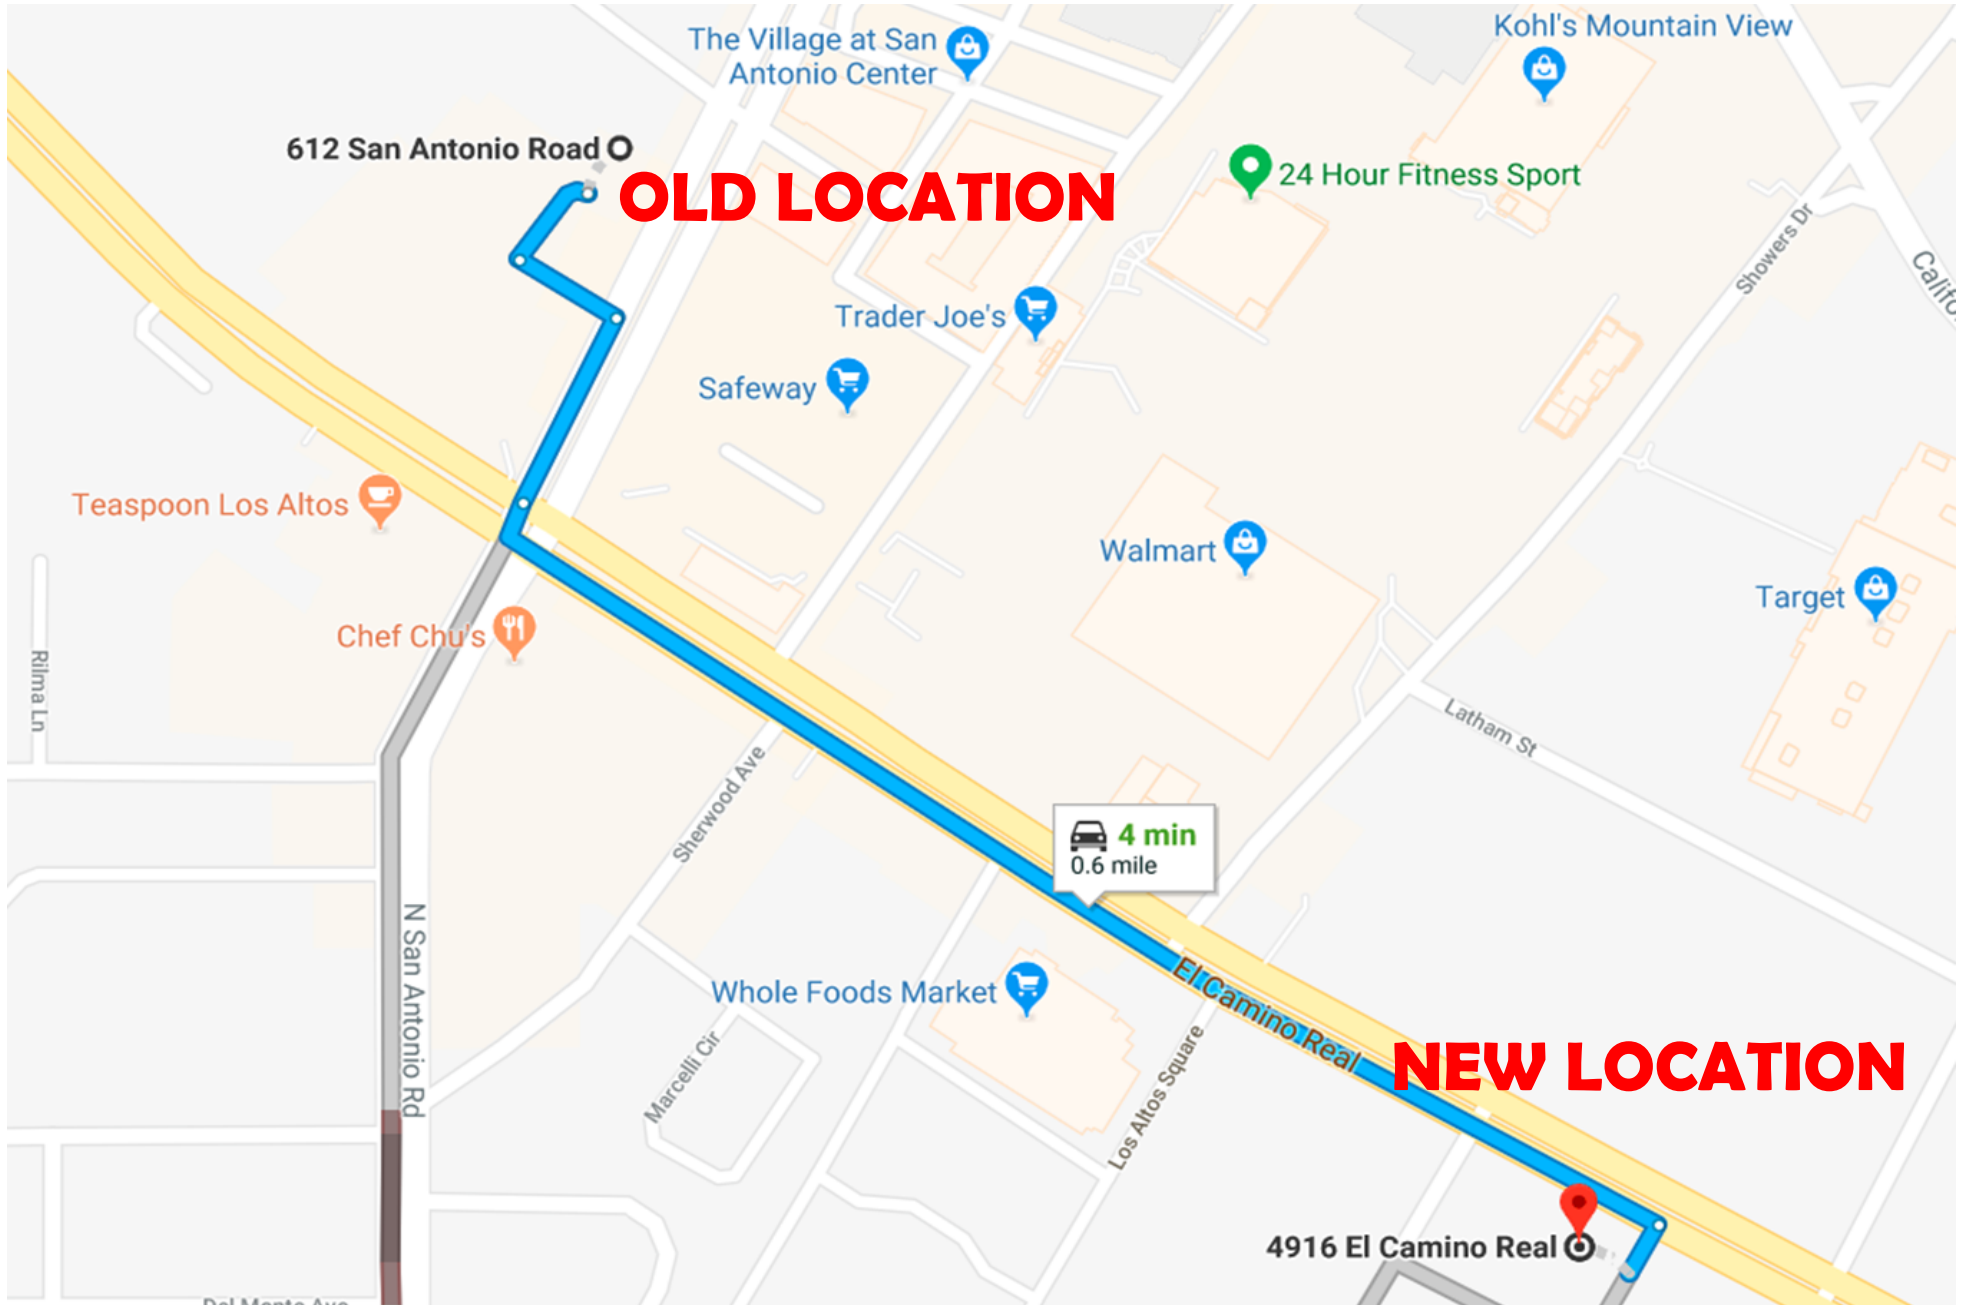 Kohl's Mountain View
The Village at San
Antonio Center
612 San Antonio Road
OLD LOCATION
24 Hour Fitness Sport
Showers Dr
Trader Joe's
Safeway
Teaspoon Los Altos
Walmart
Target
Chef Chu's
Rilma Ln
Latham St
Sherwood Ave
4 min
0.6 mile
N San Antonio Rd
Whole Foods Market
El Camino Real
Marcelli Cir
Los Altos Square
NEW LOCATION
4916 El Camino Real